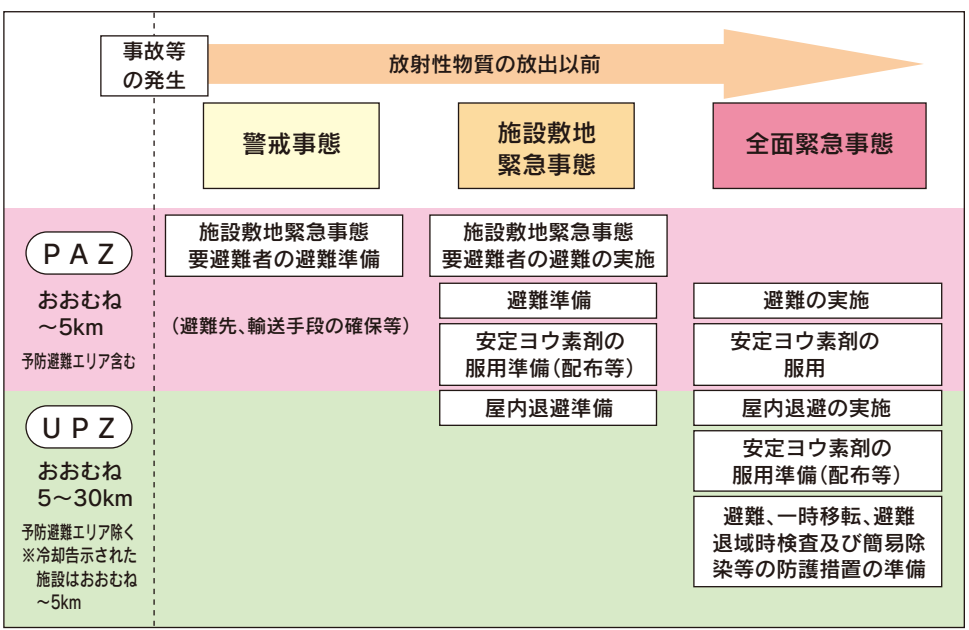 事故等
の発生
放射性物質の放出以前
警戒事態
施設敷地
緊急事態
全面緊急事態
PAZ
おおむね
～5km
予防避難エリア含む
施設敷地緊急事態
要避難者の避難準備
（避難先、輸送手段の確保等）
施設敷地緊急事態
要避難者の避難の実施
避難準備
安定ヨウ素剤の
服用準備（配布等）
避難の実施
安定ヨウ素剤の
服用
UPZ
おおむね
5～30km
予防避難エリア除く
※冷却告示された
施設はおおむね
～5km
屋内退避準備
屋内退避の実施
安定ヨウ素剤の
服用準備（配布等）
避難、一時移転、避難
退域時検査及び簡易除
染等の防護措置の準備